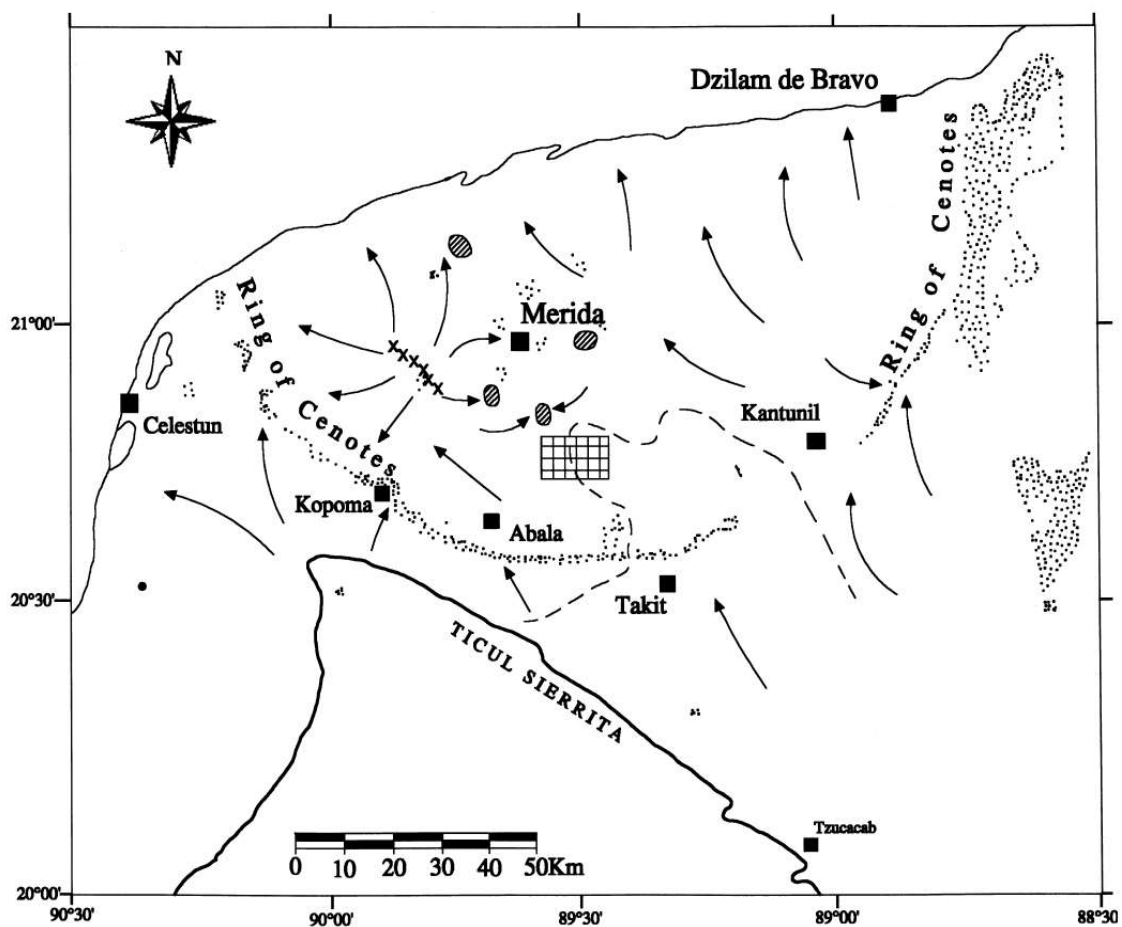 N
Dzilam de Bravo
Ring of Cenotes
Ring of Cenotes
21°00'
Merida
Celestun
Kantunil
Kopoma
Abala
20°30'
Takit
TICUL SIERRITA
Tzucacab
0 10 20 30 40 50Km
20°00'
90°30' 90°00' 89°30' 89°00' 88°30'